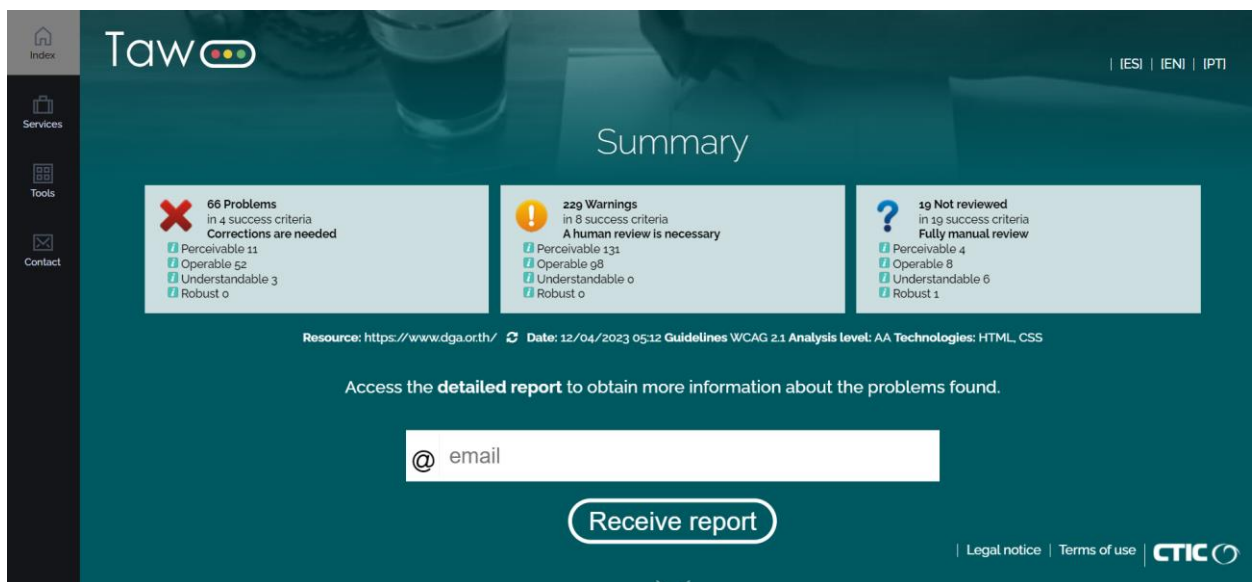 Index
Taw
| [ES] | [EN] | [PT]
Services
Tools
Contact
Summary
66 Problems
in 4 success criteria
Corrections are needed
i Perceivable 11
i Operable 52
i Understandable 3
i Robust 0
229 Warnings
in 8 success criteria
A human review is necessary
i Perceivable 131
i Operable 98
i Understandable 0
i Robust 0
19 Not reviewed
in 19 success criteria
Fully manual review
i Perceivable 4
i Operable 8
i Understandable 6
i Robust 1
Resource: https://www.dga.or.th/ Date: 12/04/2023 05:12 Guidelines WCAG 2.1 Analysis level: AA Technologies: HTML, CSS
Access the detailed report to obtain more information about the problems found.
@ email
Receive report
| Legal notice | Terms of use | CTIC